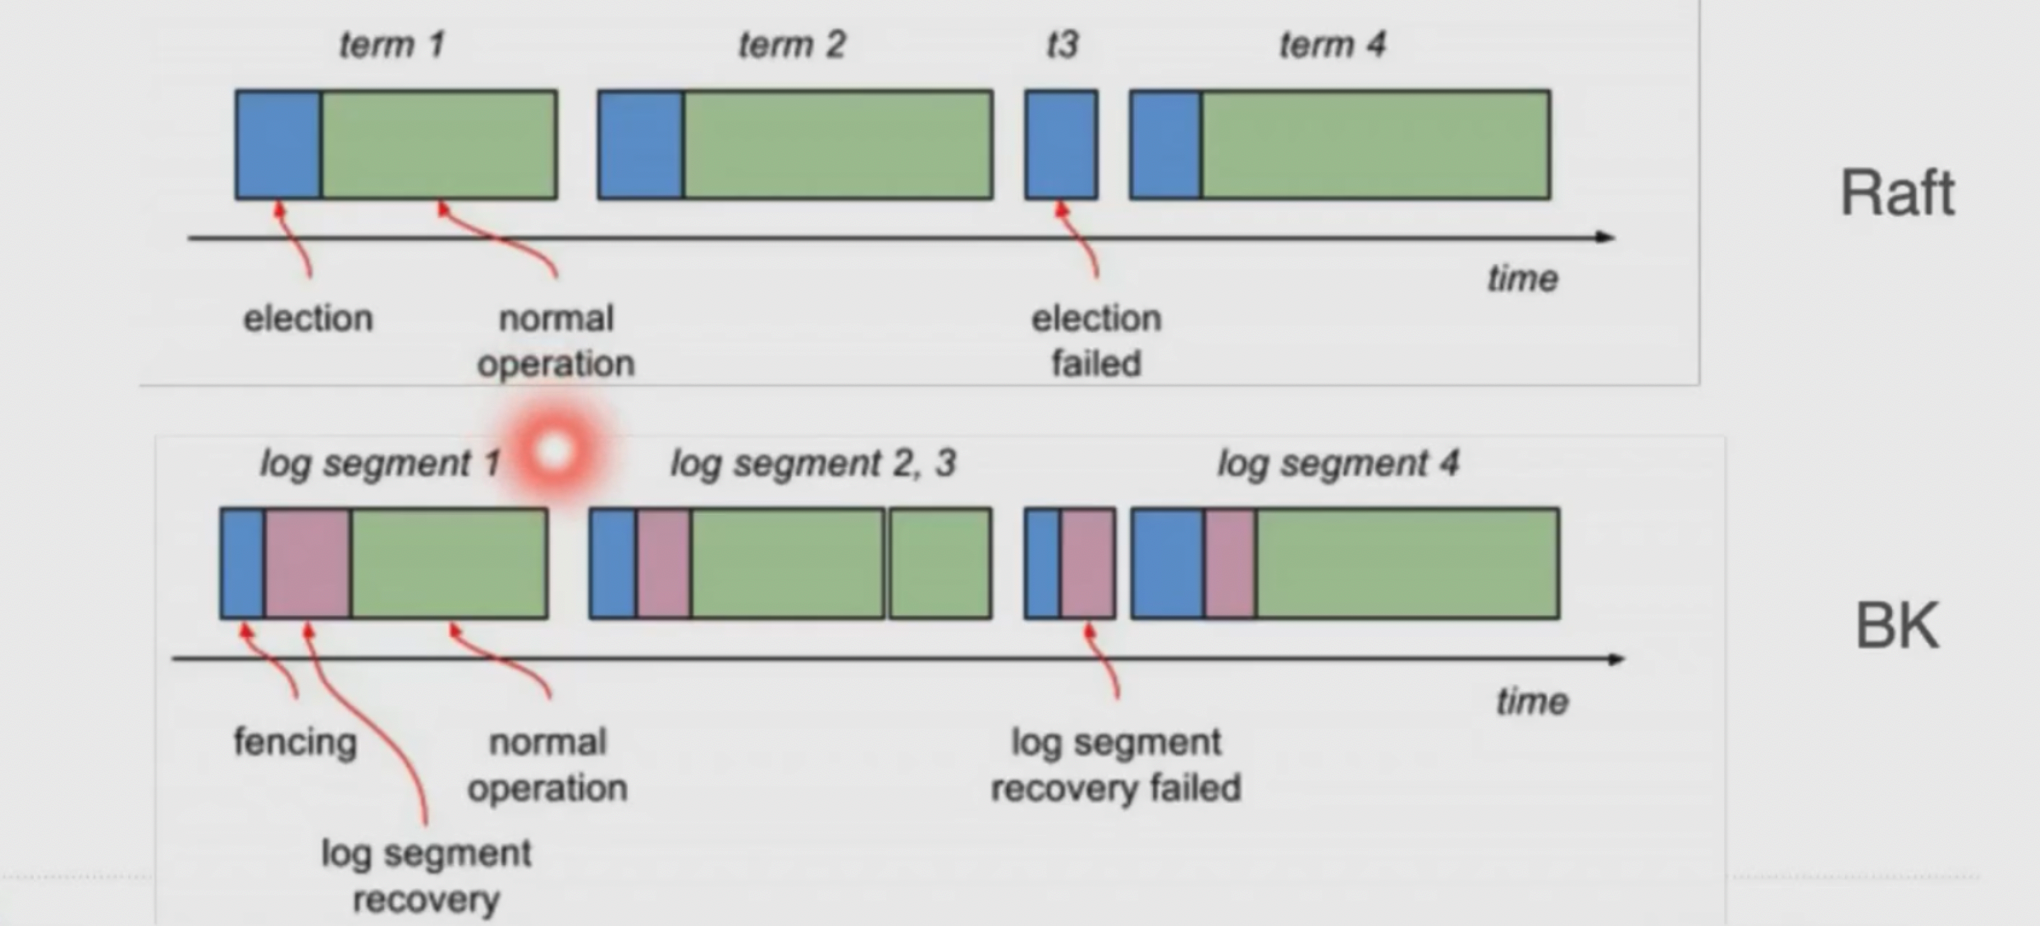 term 1
term 2
t3
term 4
Raft
time
election
normal
operation
election
failed
log segment 1
log segment 2, 3
log segment 4
BK
time
fencing
normal
operation
log segment
recovery failed
log segment
recovery